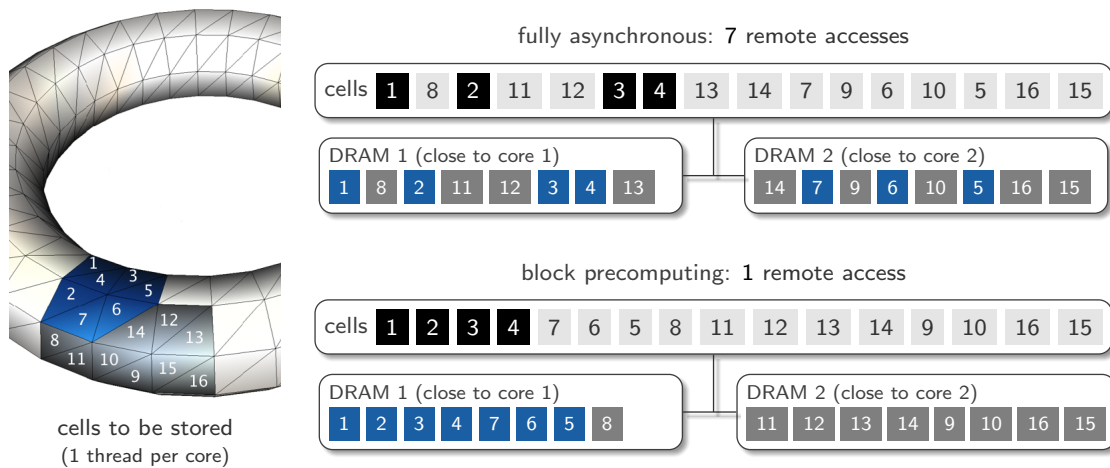 fully asynchronous: 7 remote accesses
cells 1 8 2 11 12 3 4 13 14 7 9 6 10 5 16 15
DRAM 1 (close to core 1)
1 8 2 11 12 3 4 13
DRAM 2 (close to core 2)
14 7 9 6 10 5 16 15
block precomputing: 1 remote access
cells 1 2 3 4 7 6 5 8 11 12 13 14 9 10 16 15
DRAM 1 (close to core 1)
1 2 3 4 7 6 5 8
DRAM 2 (close to core 2)
11 12 13 14 9 10 16 15
1
4 3
2 5
7 6
8 14 12
13
11 10
9 15
16
cells to be stored
(1 thread per core)